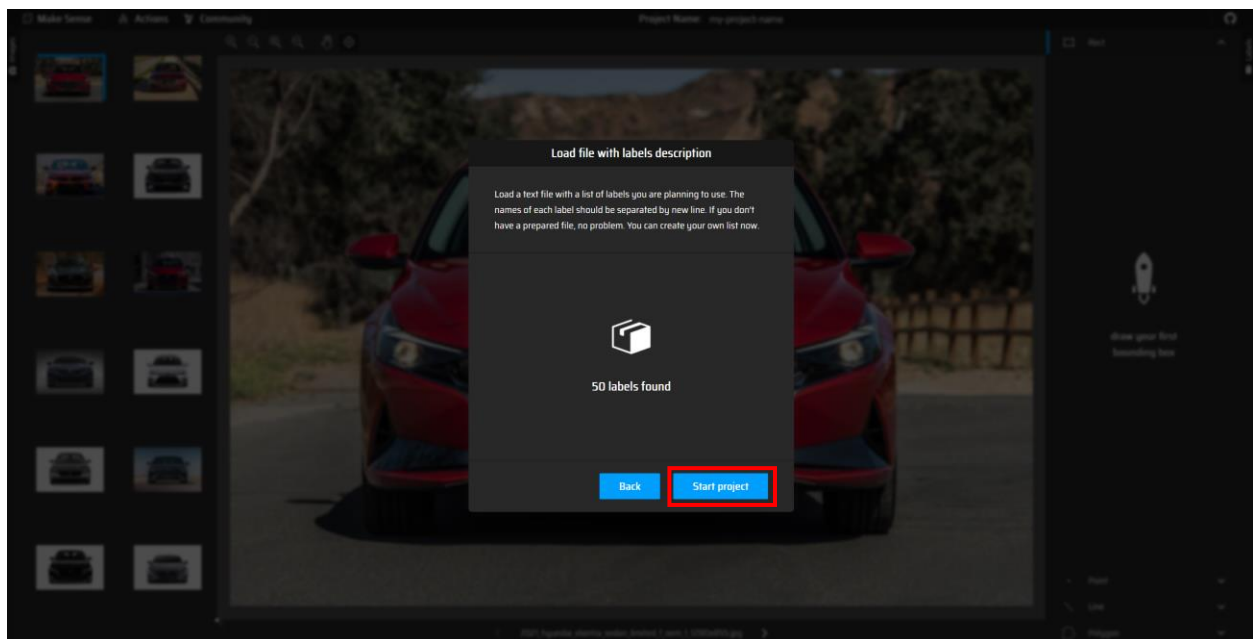 Make Sense Actions Community Project Name: my-project-name
Rect
Load file with labels description
Load a text file with a list of labels you are planning to use. The
names of each label should be separated by new line. If you don't
have a prepared file, no problem. You can create your own list now.
draw your first
bounding box
50 labels found
Back Start project
Point
Line
Polygon